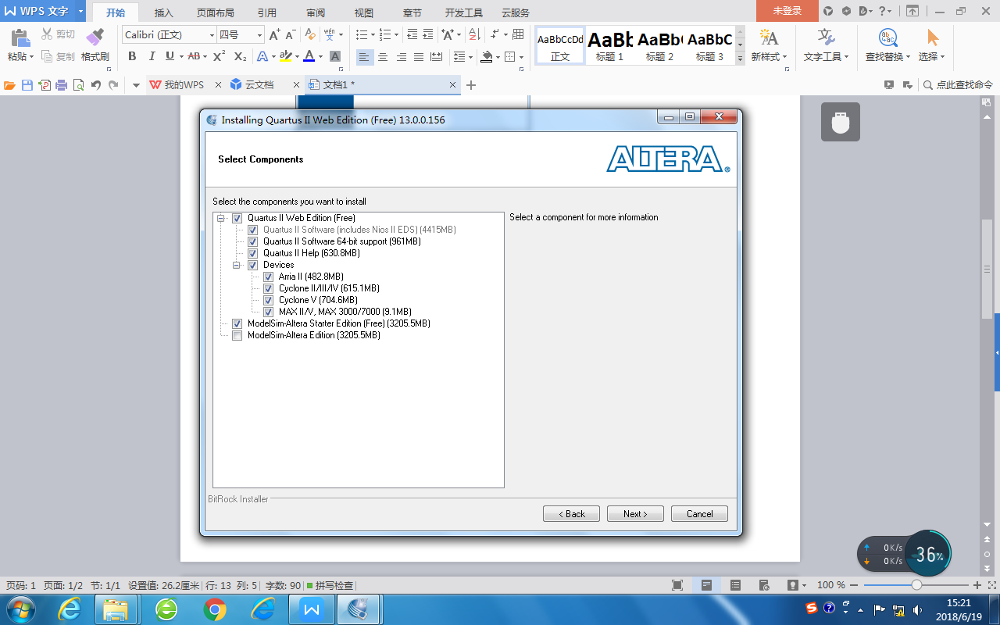 WPS 文字
开始 插入 页面布局 引用 审阅 视图 章节 开发工具 云服务 未登录
粘贴 剪切 复制 格式刷
Calibri (正文) 四号
B I U AB X² X₂
AaBbCcDd 正文
AaBb 标题 1
AaBb 标题 2
AaBbC 标题 3
新样式 文字工具 查找替换 选择
我的WPS 云文档 文档1 * 点此查找命令
Installing Quartus II Web Edition (Free) 13.0.0.156
Select Components
ALTERA®
Select the components you want to install
Select a component for more information
Quartus II Web Edition (Free)
Quartus II Software (includes Nios II EDS) (4415MB)
Quartus II Software 64-bit support (961MB)
Quartus II Help (630.8MB)
Devices
Arria II (482.8MB)
Cyclone II/III/IV (615.1MB)
Cyclone V (704.6MB)
MAX II/V, MAX 3000/7000 (9.1MB)
ModelSim-Altera Starter Edition (Free) (3205.5MB)
ModelSim-Altera Edition (3205.5MB)
BitRock Installer
< Back Next > Cancel
0K/s
0K/s
36%
页码: 1 页面: 1/2 节: 1/1 设置值: 26.2厘米 行: 13 列: 5 字数: 90 拼写检查 100 %
15:21
2018/6/19